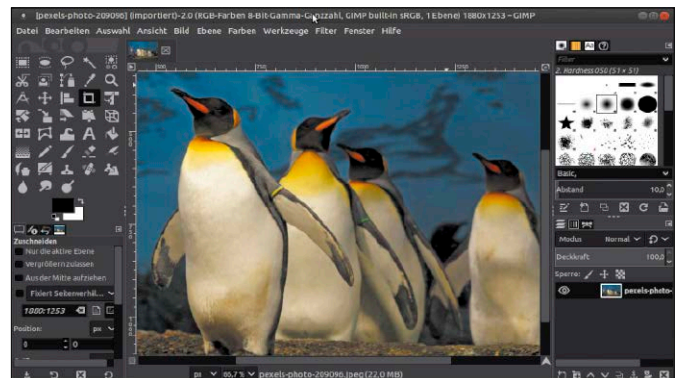 [pexels-photo-209096] (importiert)-2.0 (RGB-Farben 8-Bit-Gamma-Ganzzahl, GIMP built-in sRGB, 1 Ebene) 1880x1253 – GIMP
Datei Bearbeiten Auswahl Ansicht Bild Ebene Farben Werkzeuge Filter Fenster Hilfe
Filter
2. Hardness 050 (51 × 51)
Basic,
Abstand 10,0
Zuschneiden
Nur die aktive Ebene
Vergrößern zulassen
Aus der Mitte aufziehen
Fixiert Seitenverhäl...
1880:1253
Position: px
0 0
Modus Normal
Deckkraft 100,0
Sperre:
pexels-photo-
px 66,7 % pexels-photo-209096.jpeg (22,0 MB)